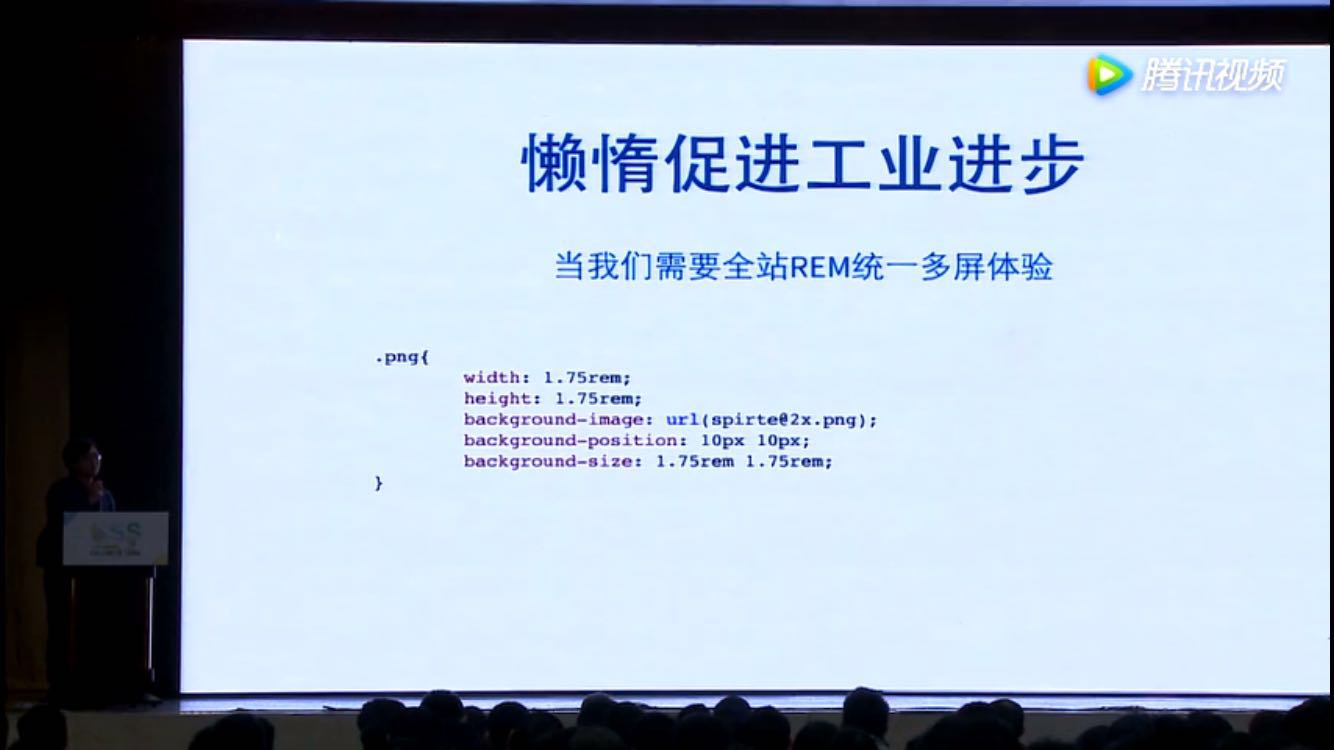 腾讯视频
懒惰促进工业进步
当我们需要全站REM统一多屏体验
.png{
width: 1.75rem;
height: 1.75rem;
background-image: url(spirte@2x.png);
background-position: 10px 10px;
background-size: 1.75rem 1.75rem;
}